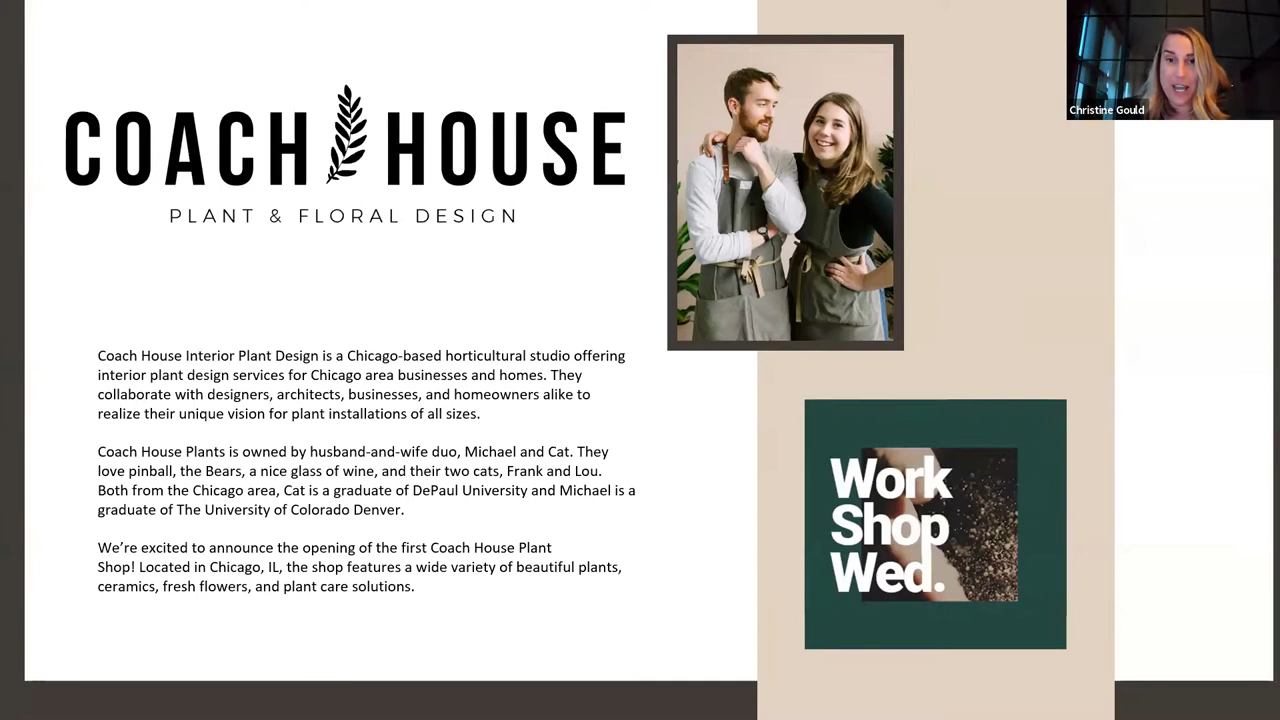 COACH HOUSE
PLANT & FLORAL DESIGN
Christine Gould
Coach House Interior Plant Design is a Chicago-based horticultural studio offering
interior plant design services for Chicago area businesses and homes. They
collaborate with designers, architects, businesses, and homeowners alike to
realize their unique vision for plant installations of all sizes.
Coach House Plants is owned by husband-and-wife duo, Michael and Cat. They
love pinball, the Bears, a nice glass of wine, and their two cats, Frank and Lou.
Both from the Chicago area, Cat is a graduate of DePaul University and Michael is a
graduate of The University of Colorado Denver.
We’re excited to announce the opening of the first Coach House Plant
Shop! Located in Chicago, IL, the shop features a wide variety of beautiful plants,
ceramics, fresh flowers, and plant care solutions.
Work
Shop
Wed.